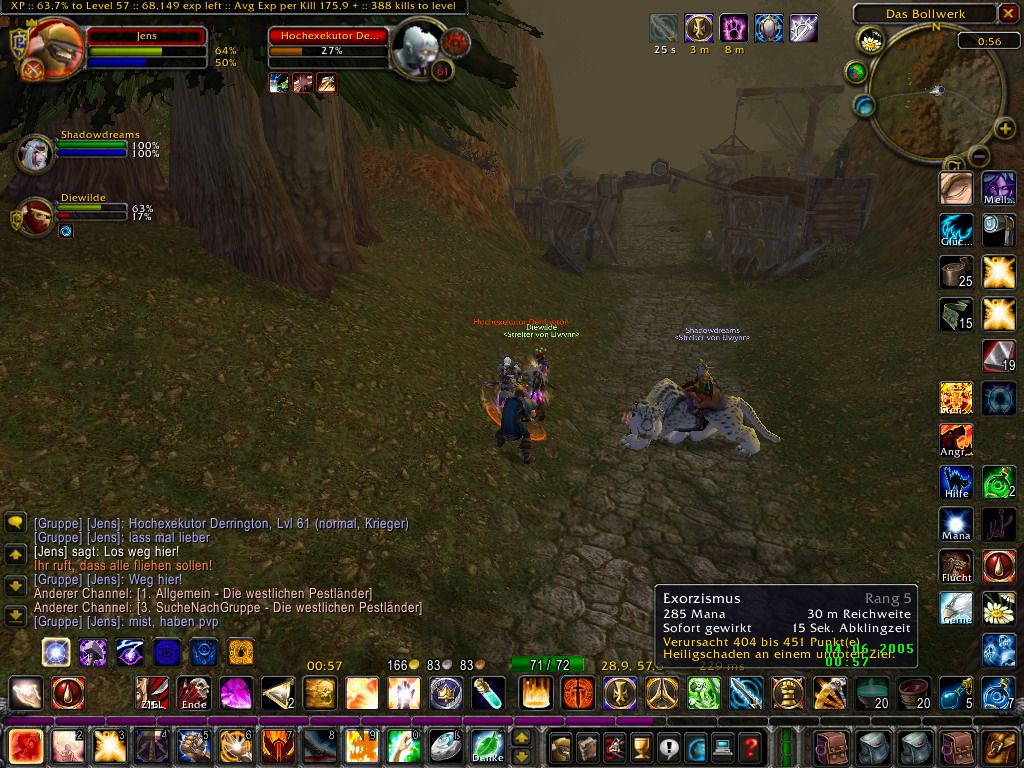 XP :: 63,7% to Level 57 :: 68,149 exp left :: Avg Exp per Kill 175.9 + :: 388 kills to level
Jens
64%
50%
Hochexekutor De...
27%
61
25 s
3 m
8 m
Das Bollwerk
N
0:56
Shadowdreams
100%
100%
Diewilde
63%
17%
Mell...
Glüc...
25
15
19
Angr...
Hilfe
2
Mana
Flucht
Hochexekutor Derrington
Diewilde
<Streiter von Elwynn>
Shadowdreams
<Streiter von Elwynn>
[Gruppe] [Jens]: Hochexekutor Derrington, Lvl 61 (normal, Krieger)
[Gruppe] [Jens]: lass mal lieber
[Jens] sagt: Los weg hier!
Ihr ruft, dass alle fliehen sollen!
[Gruppe] [Jens]: Weg hier!
Anderer Channel: [1. Allgemein - Die westlichen Pestländer]
Anderer Channel: [3. SucheNachGruppe - Die westlichen Pestländer]
[Gruppe] [Jens]: mist, haben pvp
Exorzismus
Rang 5
285 Mana
30 m Reichweite
Sofort gewirkt
15 Sek. Abklingzeit
Verursacht 404 bis 451 Punkt(e)
Heiligschaden an einem untoten Ziel.
04.06.2005
00:57
00:57
166 83 83
71 / 72
28,9, 57,
229 ms
ZIEL
Ende
2
20
20
5
7
Danke